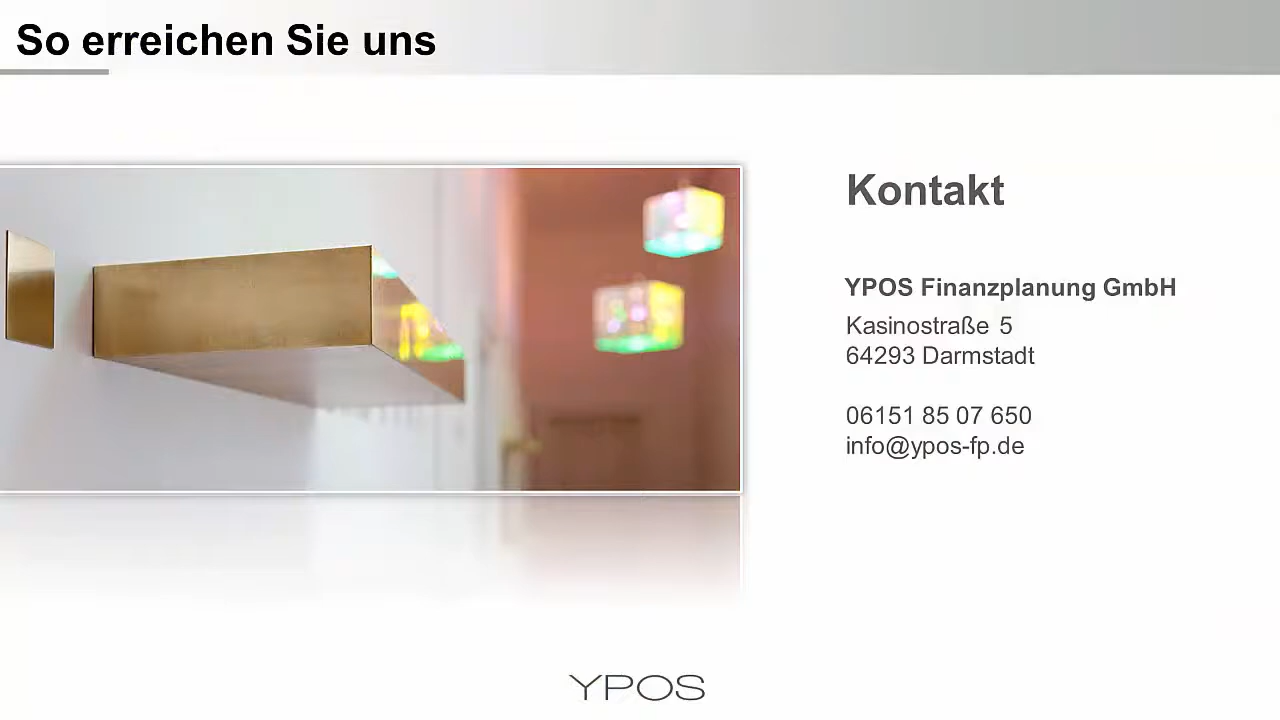 So erreichen Sie uns
Kontakt
YPOS Finanzplanung GmbH
Kasinostraße 5
64293 Darmstadt
06151 85 07 650
info@ypos-fp.de
YPOS